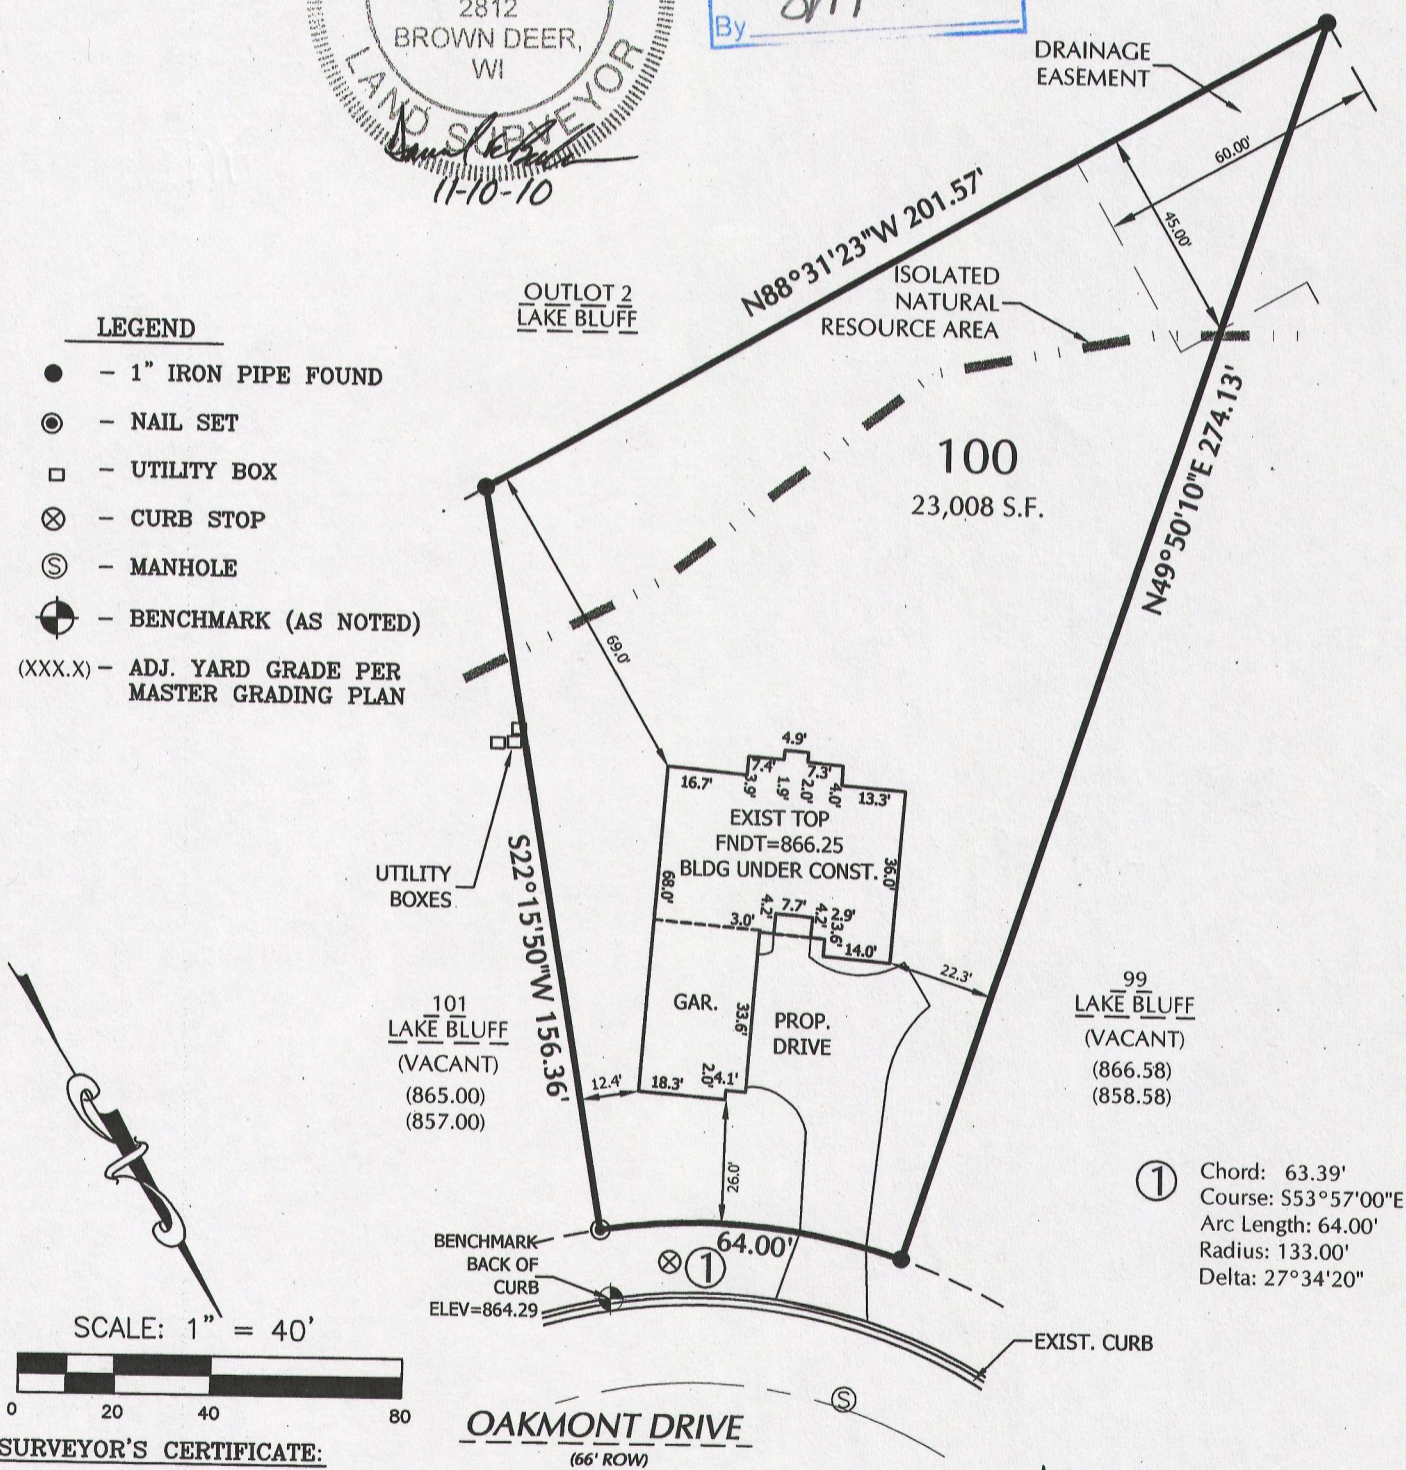 2812
BROWN DEER,
WI
LAND SURVEYOR
11-10-10
By
DRAINAGE
EASEMENT
60.00'
45.00'
N88°31'23"W 201.57'
ISOLATED
NATURAL
RESOURCE AREA
OUTLOT 2
LAKE BLUFF
LEGEND
- 1" IRON PIPE FOUND
- NAIL SET
- UTILITY BOX
- CURB STOP
S - MANHOLE
- BENCHMARK (AS NOTED)
(XXX.X) - ADJ. YARD GRADE PER
MASTER GRADING PLAN
100
23,008 S.F.
N49°50'10"E 274.13'
69.0'
4.9'
16.7'
7.4'
7.3'
3.9'
1.9'
2.0'
4.0'
13.3'
EXIST TOP
FNDT=866.25
BLDG UNDER CONST.
68.0'
36.0'
UTILITY
BOXES
S22°15'50"W 156.36'
3.0'
4.2'
7.7'
4.2'
2.9'
3.6'
14.0'
22.3'
GAR.
33.6'
PROP.
DRIVE
101
LAKE BLUFF
(VACANT)
(865.00)
(857.00)
99
LAKE BLUFF
(VACANT)
(866.58)
(858.58)
12.4'
18.3'
2.0'
4.1'
26.0'
1
Chord: 63.39'
Course: S53°57'00"E
Arc Length: 64.00'
Radius: 133.00'
Delta: 27°34'20"
64.00'
1
BENCHMARK
BACK OF
CURB
ELEV=864.29
EXIST. CURB
S
SCALE: 1" = 40'
0 20 40 80
OAKMONT DRIVE
(66' ROW)
SURVEYOR'S CERTIFICATE: